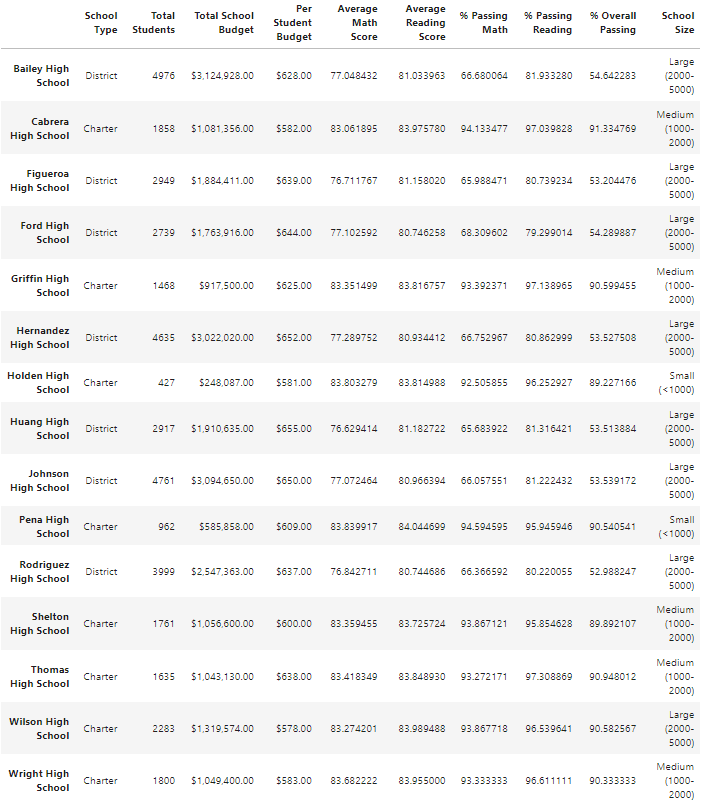 School Type Total Students Total School Budget Per Student Budget Average Math Score Average Reading Score % Passing Math % Passing Reading % Overall Passing School Size
Bailey High School District 4976 $3,124,928.00 $628.00 77.048432 81.033963 66.680064 81.933280 54.642283 Large (2000-5000)
Cabrera High School Charter 1858 $1,081,356.00 $582.00 83.061895 83.975780 94.133477 97.039828 91.334769 Medium (1000-2000)
Figueroa High School District 2949 $1,884,411.00 $639.00 76.711767 81.158020 65.988471 80.739234 53.204476 Large (2000-5000)
Ford High School District 2739 $1,763,916.00 $644.00 77.102592 80.746258 68.309602 79.299014 54.289887 Large (2000-5000)
Griffin High School Charter 1468 $917,500.00 $625.00 83.351499 83.816757 93.392371 97.138965 90.599455 Medium (1000-2000)
Hernandez High School District 4635 $3,022,020.00 $652.00 77.289752 80.934412 66.752967 80.862999 53.527508 Large (2000-5000)
Holden High School Charter 427 $248,087.00 $581.00 83.803279 83.814988 92.505855 96.252927 89.227166 Small (<1000)
Huang High School District 2917 $1,910,635.00 $655.00 76.629414 81.182722 65.683922 81.316421 53.513884 Large (2000-5000)
Johnson High School District 4761 $3,094,650.00 $650.00 77.072464 80.966394 66.057551 81.222432 53.539172 Large (2000-5000)
Pena High School Charter 962 $585,858.00 $609.00 83.839917 84.044699 94.594595 95.945946 90.540541 Small (<1000)
Rodriguez High School District 3999 $2,547,363.00 $637.00 76.842711 80.744686 66.366592 80.220055 52.988247 Large (2000-5000)
Shelton High School Charter 1761 $1,056,600.00 $600.00 83.359455 83.725724 93.867121 95.854628 89.892107 Medium (1000-2000)
Thomas High School Charter 1635 $1,043,130.00 $638.00 83.418349 83.848930 93.272171 97.308869 90.948012 Medium (1000-2000)
Wilson High School Charter 2283 $1,319,574.00 $578.00 83.274201 83.989488 93.867718 96.539641 90.582567 Large (2000-5000)
Wright High School Charter 1800 $1,049,400.00 $583.00 83.682222 83.955000 93.333333 96.611111 90.333333 Medium (1000-2000)